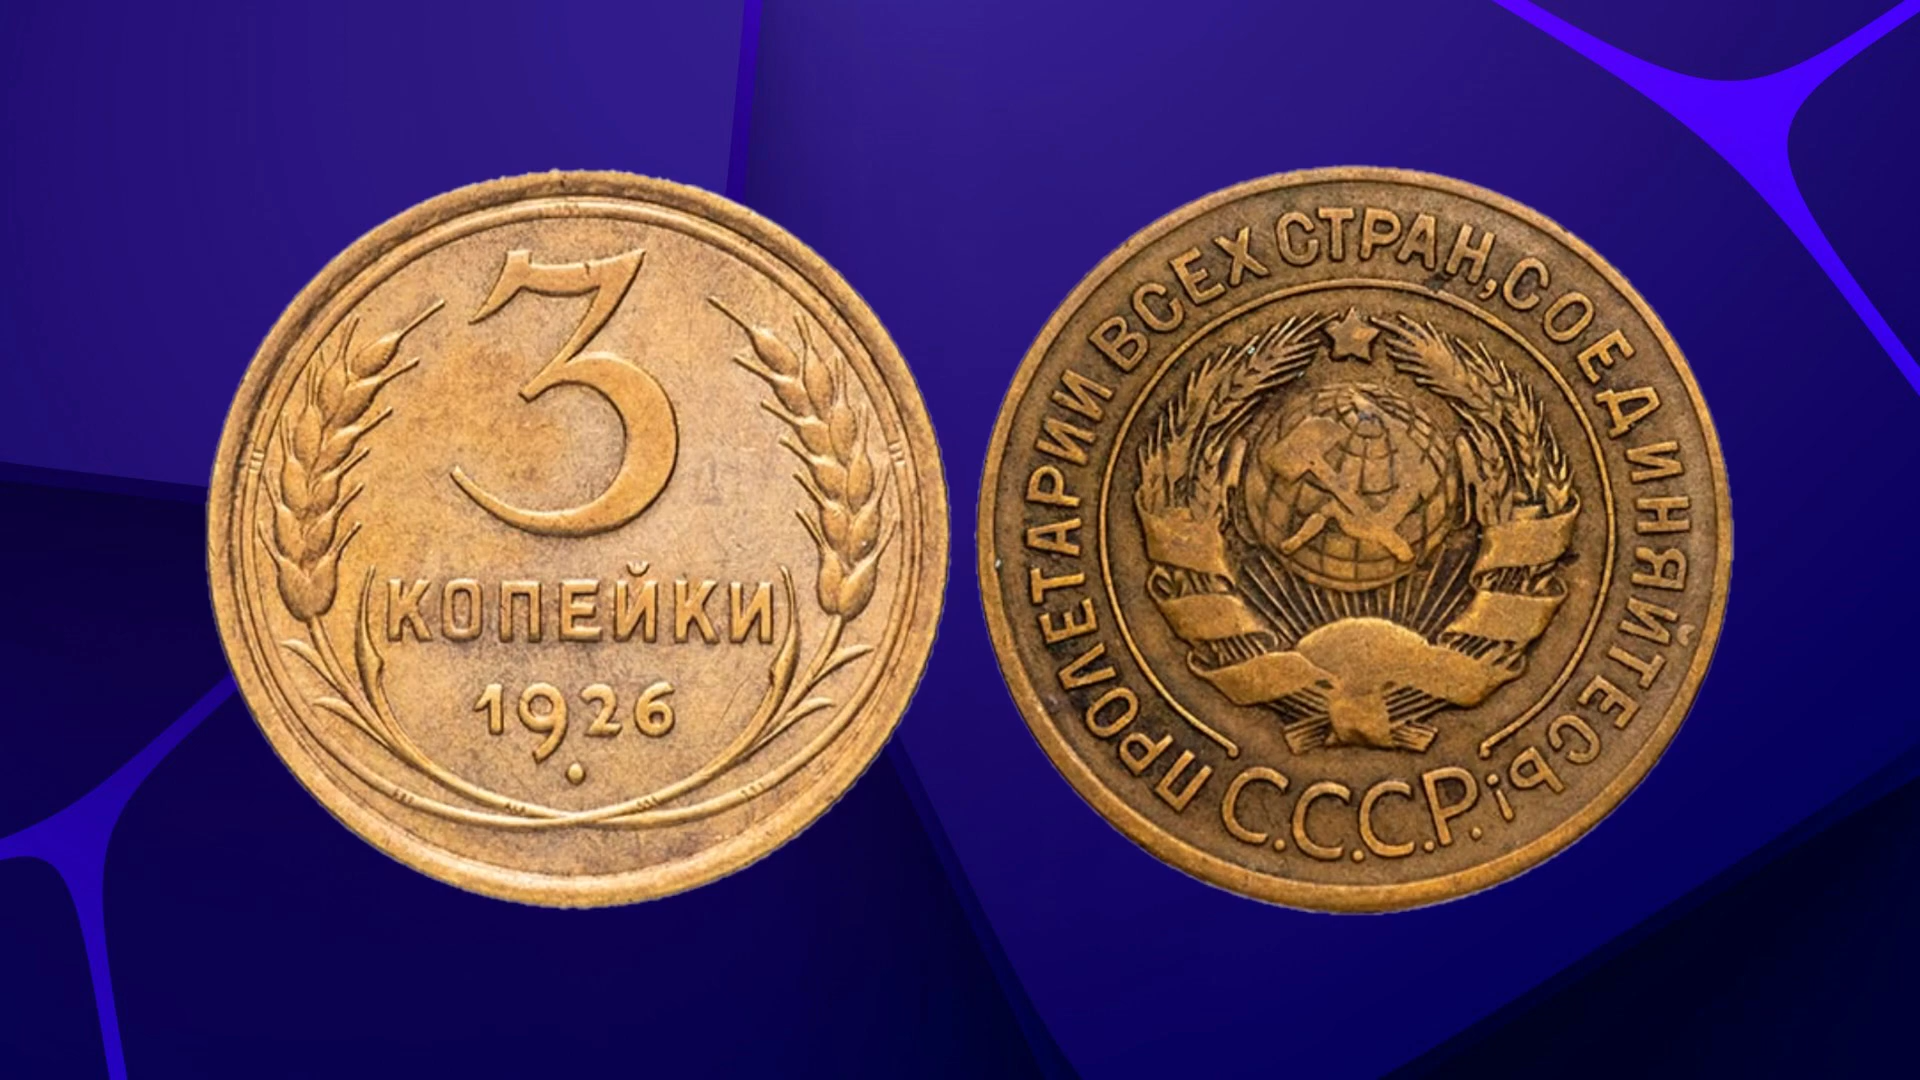 3
КОПЕЙКИ
1926
ПРОЛЕТАРИИ ВСЕХ СТРАН, СОЕДИНЯЙТЕСЬ!
С.С.С.Р.